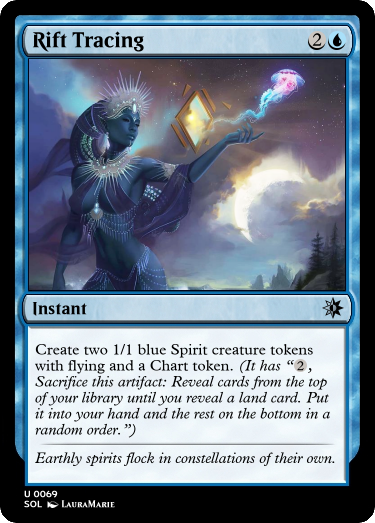 Rift Tracing 2
Instant
Create two 1/1 blue Spirit creature tokens
with flying and a Chart token. (It has “2,
Sacrifice this artifact: Reveal cards from the top
of your library until you reveal a land card. Put
it into your hand and the rest on the bottom in a
random order.”)
Earthly spirits flock in constellations of their own.
U 0069
SOL LauraMarie